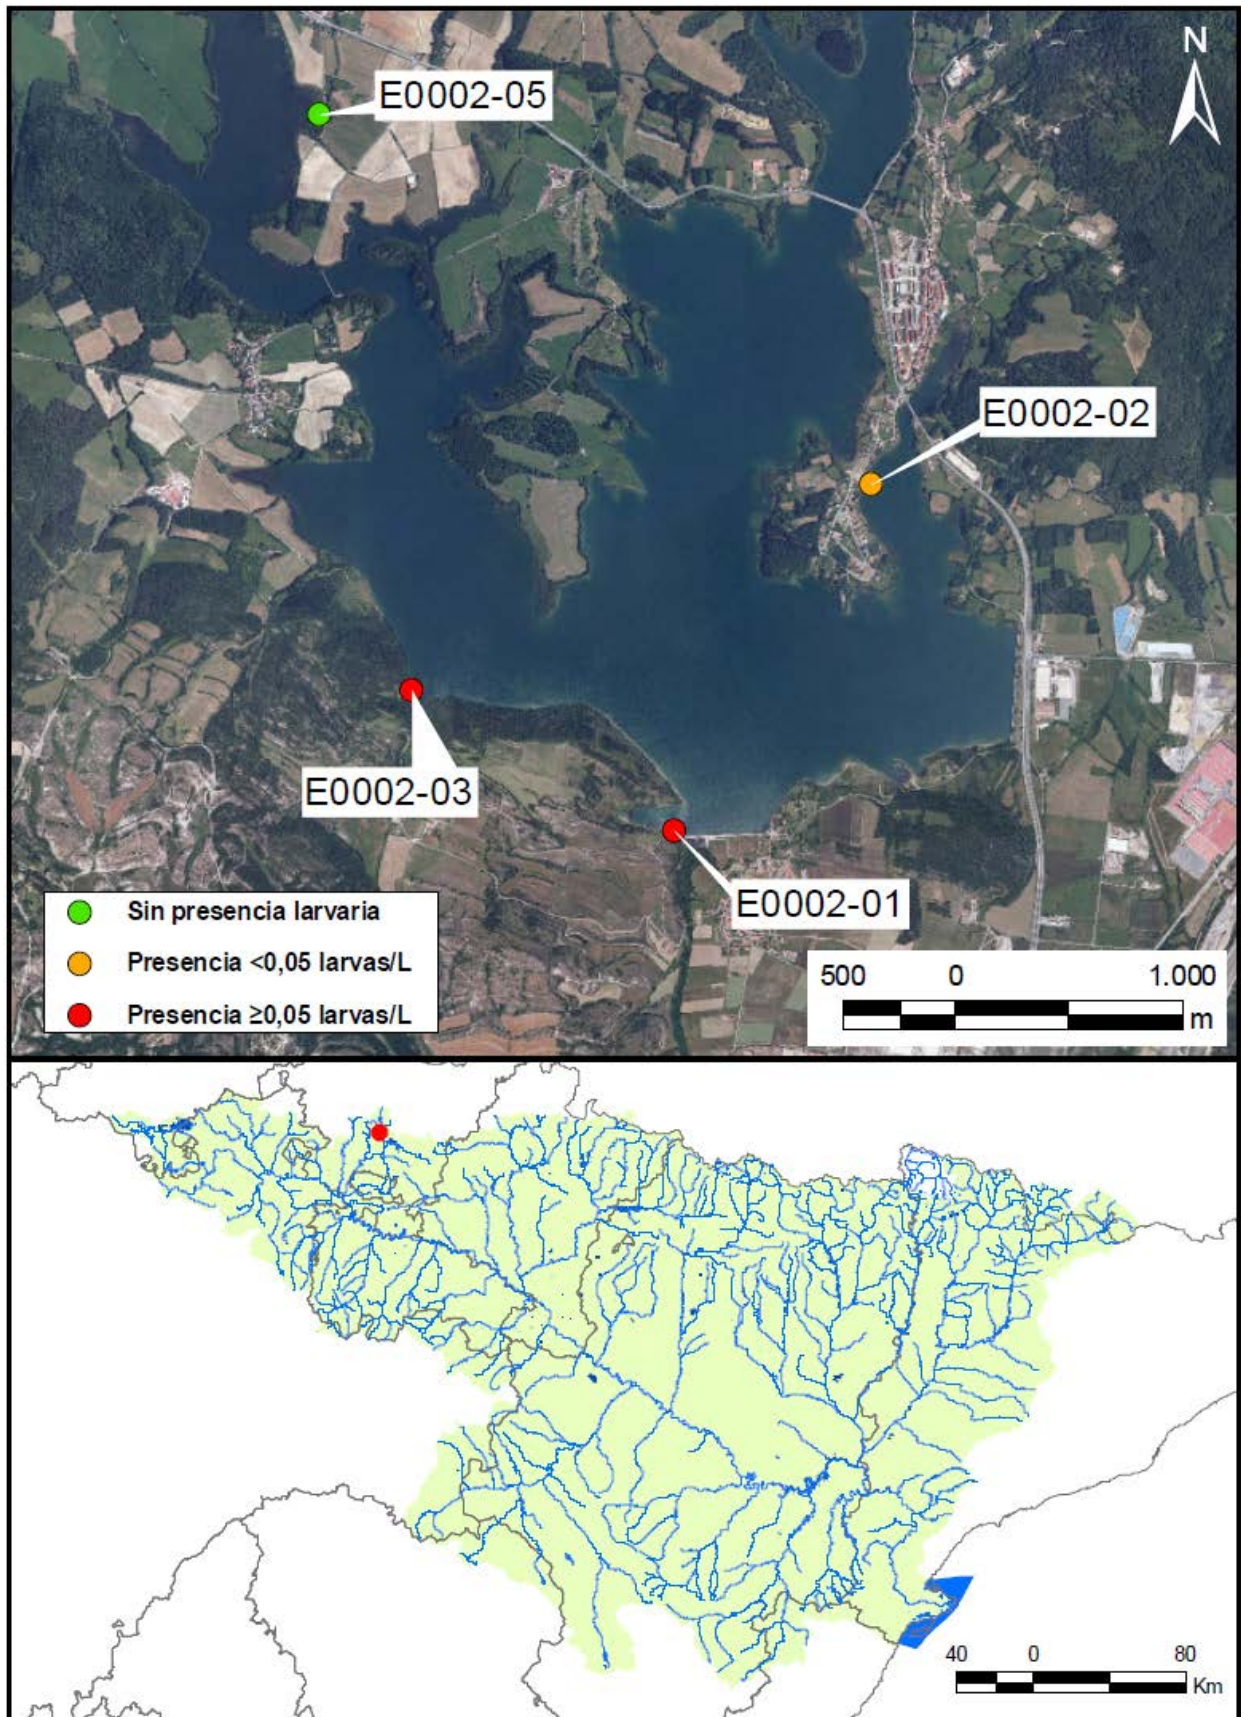 N
E0002-05
E0002-02
E0002-03
E0002-01
Sin presencia larvaria
Presencia <0,05 larvas/L
Presencia ≥0,05 larvas/L
500 0 1.000
m
40 0 80
Km